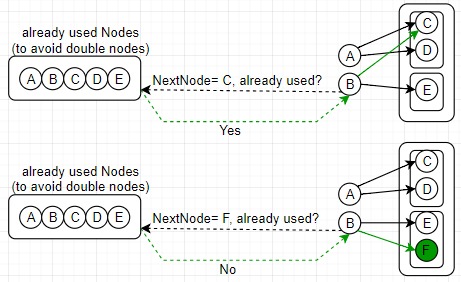 already used Nodes
(to avoid double nodes)
A B C D E
NextNode= C, already used?
Yes
A
B
C
D
E
already used Nodes
(to avoid double nodes)
A B C D E
NextNode= F, already used?
No
A
B
C
D
E
F